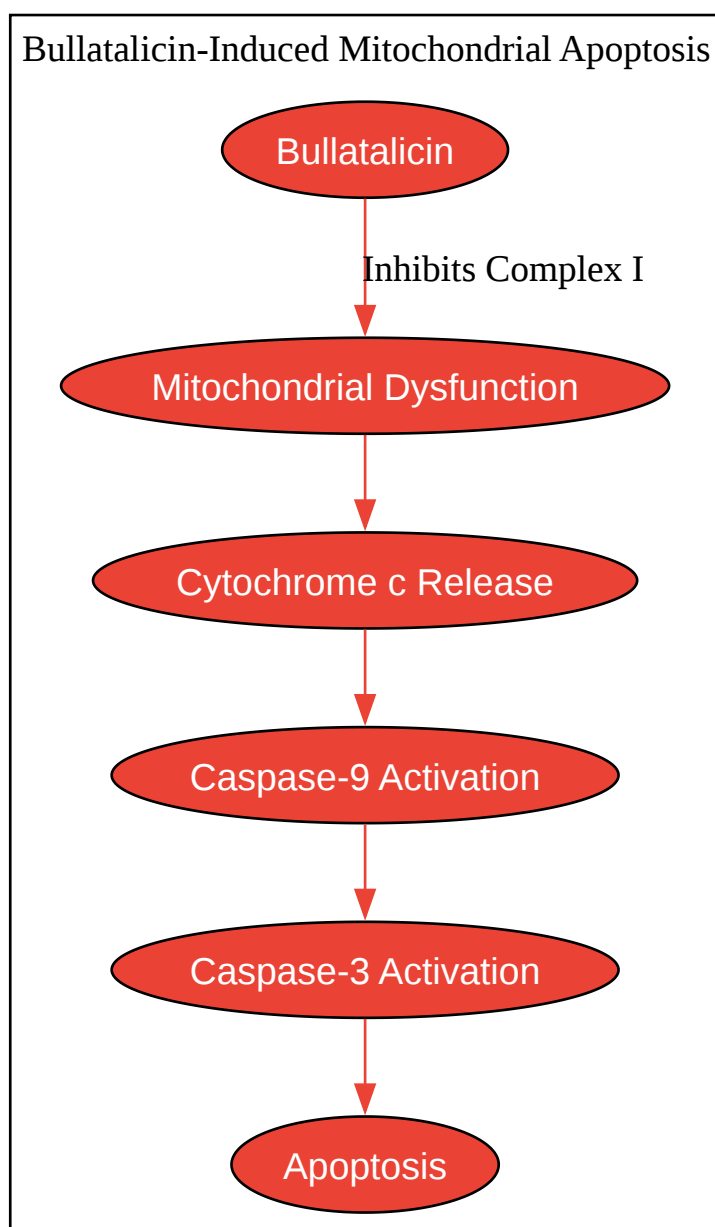 Bullatalicin-Induced Mitochondrial Apoptosis
Bullatalicin
Inhibits Complex I
Mitochondrial Dysfunction
Cytochrome c Release
Caspase-9 Activation
Caspase-3 Activation
Apoptosis